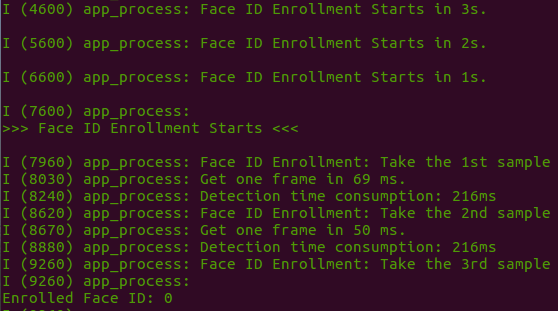 I (4600) app_process: Face ID Enrollment Starts in 3s.
I (5600) app_process: Face ID Enrollment Starts in 2s.
I (6600) app_process: Face ID Enrollment Starts in 1s.
I (7600) app_process:
>>> Face ID Enrollment Starts <<<
I (7960) app_process: Face ID Enrollment: Take the 1st sample
I (8030) app_process: Get one frame in 69 ms.
I (8240) app_process: Detection time consumption: 216ms
I (8620) app_process: Face ID Enrollment: Take the 2nd sample
I (8670) app_process: Get one frame in 50 ms.
I (8880) app_process: Detection time consumption: 216ms
I (9260) app_process: Face ID Enrollment: Take the 3rd sample
I (9260) app_process:
Enrolled Face ID: 0